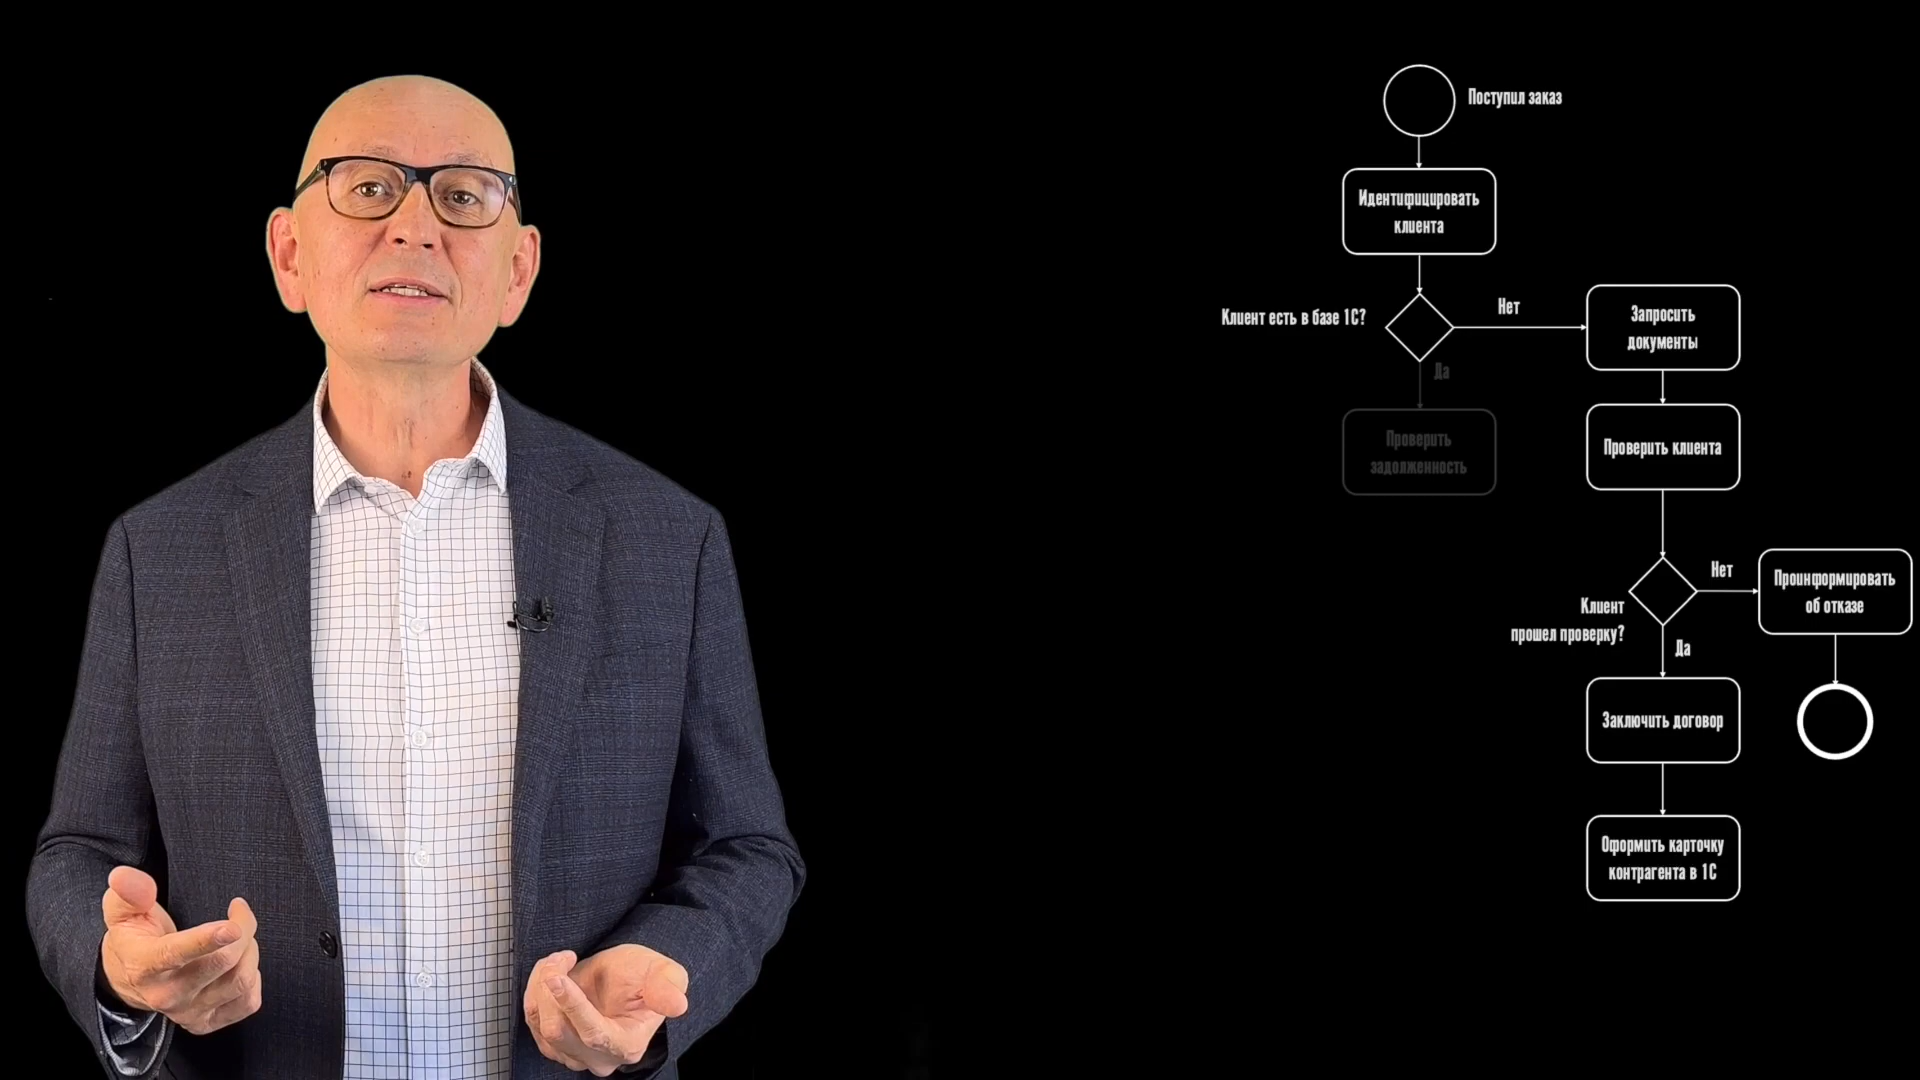 Поступил заказ
Идентифицировать
клиента
Клиент есть в базе 1С?
Нет
Запросить
документы
Да
Проверить
задолженность
Проверить клиента
Клиент
прошел проверку?
Нет
Проинформировать
об отказе
Да
Заключить договор
Оформить карточку
контрагента в 1С